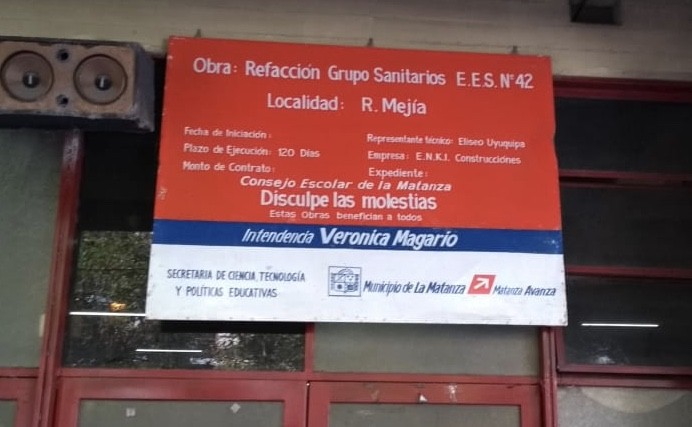 Obra: Refacción Grupo Sanitarios E.E.S. N°42
Localidad: R. Mejía
Fecha de Iniciación:
Representante técnico: Eliseo Uyuquipa
Plazo de Ejecución: 120 Días
Empresa: E.N.K.I. Construcciónes
Monto de Contrato:
Expediente:
Consejo Escolar de la Matanza
Disculpe las molestias
Estas Obras benefician a todos
Intendencia Veronica Magario
SECRETARIA DE CIENCIA, TECNOLOGÍA
Y POLÍTICAS EDUCATIVAS
Municipio de La Matanza
Matanza Avanza